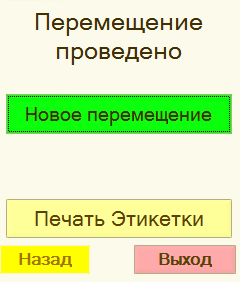 Перемещение
проведено
Новое перемещение
Печать Этикетки
Назад
Выход